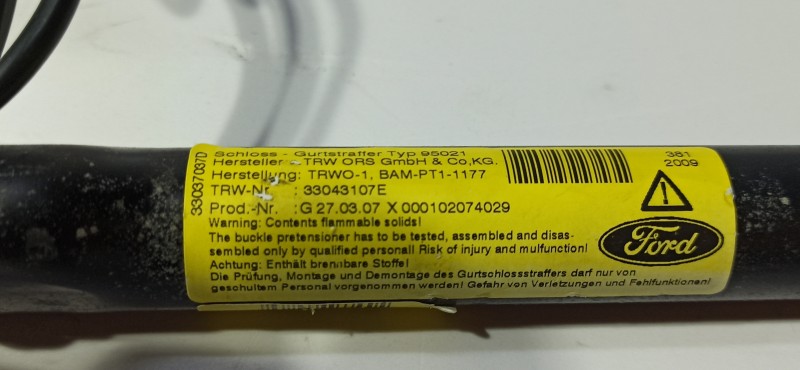 33037037D
Schloss - Gurtstraffer Typ 95021
Hersteller : TRW ORS GmbH & Co,KG.
Herstellung: TRWO-1, BAM-PT1-1177
TRW-Nr. : 33043107E
Prod.-Nr. : G 27.03.07 X 000102074029
Warning: Contents flammable solids!
The buckle pretensioner has to be tested, assembled and disas-
sembled only by qualified personal! Risk of injury and mulfunction!
Achtung: Enthält brennbare Stoffe!
Die Prüfung, Montage und Demontage des Gurtschlossstraffers darf nur von
geschultem Personal vorgenommen werden! Gefahr von Verletzungen und Fehlfunktionen!
381
2009
Ford